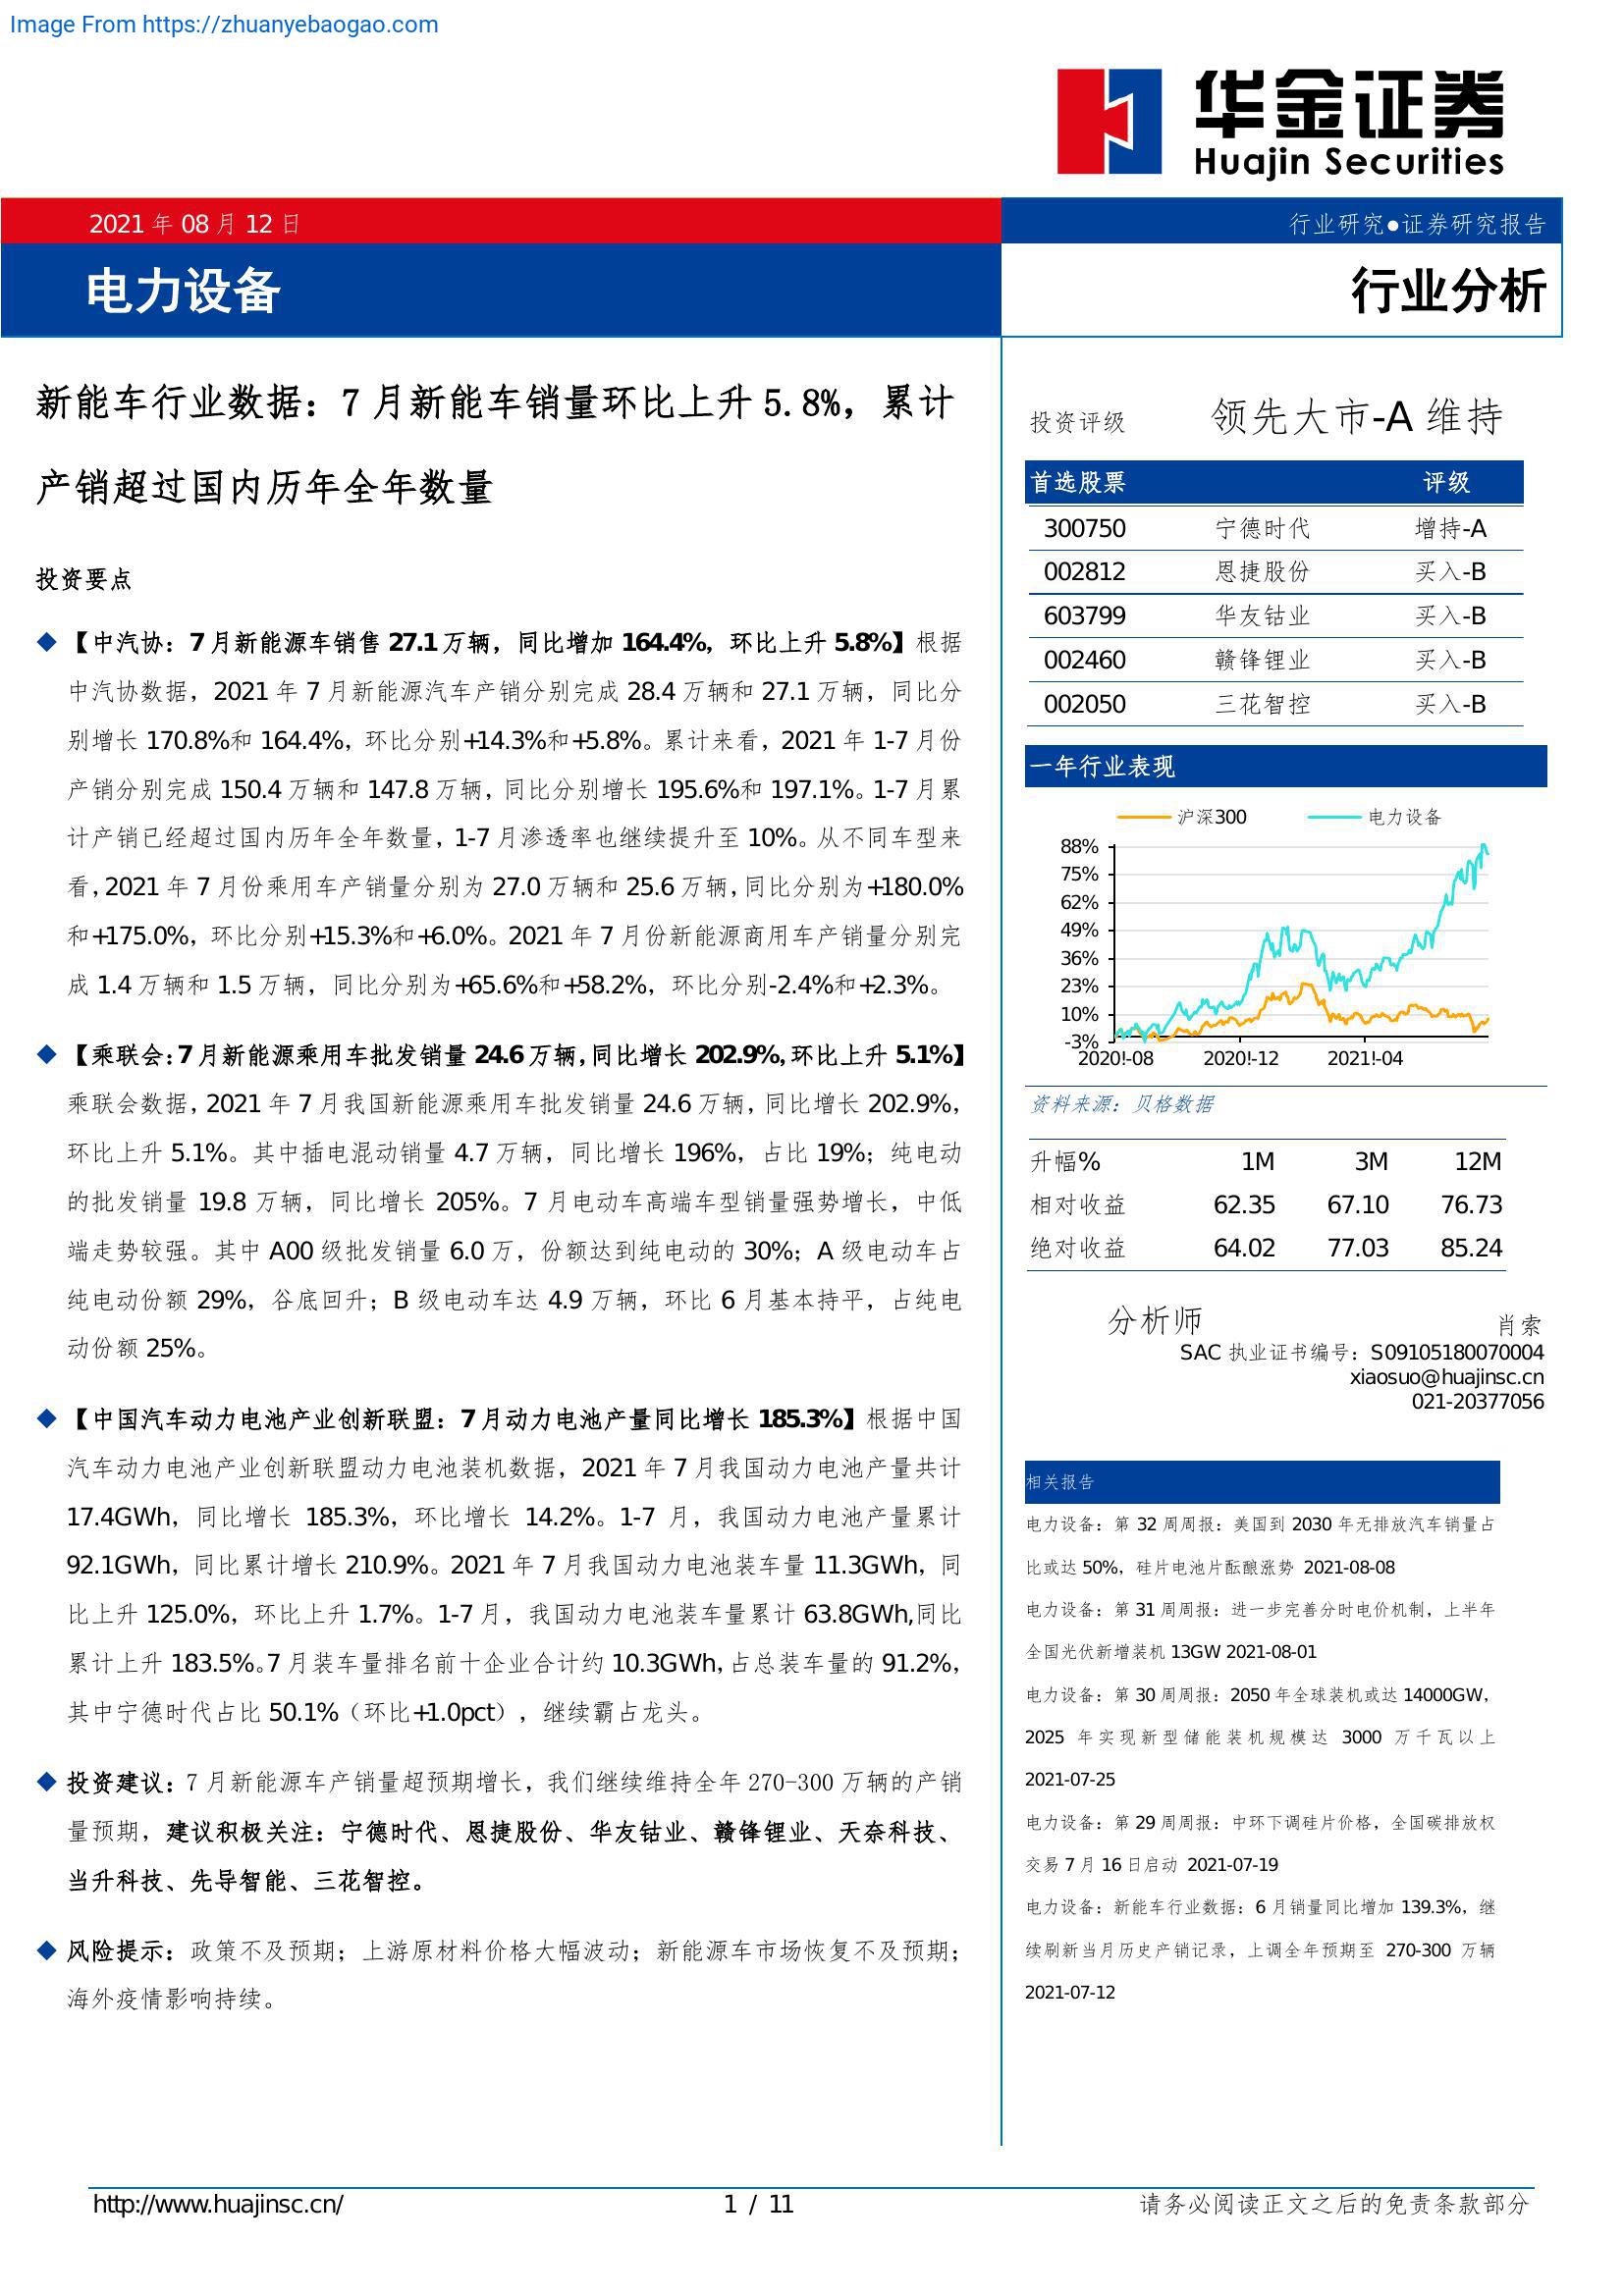 Image From https://zhuanyebaogao.com
华金证券
Huajin Securities
2021 年 08 月 12 日
行业研究●证券研究报告
电力设备
行业分析
新能车行业数据：7 月新能车销量环比上升 5.8%，累计
产销超过国内历年全年数量
投资要点
◆ 【中汽协：7 月新能源车销售 27.1 万辆，同比增加 164.4%，环比上升 5.8%】根据
中汽协数据，2021 年 7 月新能源汽车产销分别完成 28.4 万辆和 27.1 万辆，同比分
别增长 170.8%和 164.4%，环比分别+14.3%和+5.8%。累计来看，2021 年 1-7 月份
产销分别完成 150.4 万辆和 147.8 万辆，同比分别增长 195.6%和 197.1%。1-7 月累
计产销已经超过国内历年全年数量，1-7 月渗透率也继续提升至 10%。从不同车型来
看，2021 年 7 月份乘用车产销量分别为 27.0 万辆和 25.6 万辆，同比分别为+180.0%
和+175.0%，环比分别+15.3%和+6.0%。2021 年 7 月份新能源商用车产销量分别完
成 1.4 万辆和 1.5 万辆，同比分别为+65.6%和+58.2%，环比分别-2.4%和+2.3%。
◆ 【乘联会：7 月新能源乘用车批发销量 24.6 万辆，同比增长 202.9%，环比上升 5.1%】
乘联会数据，2021 年 7 月我国新能源乘用车批发销量 24.6 万辆，同比增长 202.9%，
环比上升 5.1%。其中插电混动销量 4.7 万辆，同比增长 196%，占比 19%；纯电动
的批发销量 19.8 万辆，同比增长 205%。7 月电动车高端车型销量强势增长，中低
端走势较强。其中 A00 级批发销量 6.0 万，份额达到纯电动的 30%；A 级电动车占
纯电动份额 29%，谷底回升；B 级电动车达 4.9 万辆，环比 6 月基本持平，占纯电
动份额 25%。
◆ 【中国汽车动力电池产业创新联盟：7 月动力电池产量同比增长 185.3%】根据中国
汽车动力电池产业创新联盟动力电池装机数据，2021 年 7 月我国动力电池产量共计
17.4GWh，同比增长 185.3%，环比增长 14.2%。1-7 月，我国动力电池产量累计
92.1GWh，同比累计增长 210.9%。2021 年 7 月我国动力电池装车量 11.3GWh，同
比上升 125.0%，环比上升 1.7%。1-7 月，我国动力电池装车量累计 63.8GWh,同比
累计上升 183.5%。7 月装车量排名前十企业合计约 10.3GWh，占总装车量的 91.2%，
其中宁德时代占比 50.1%（环比+1.0pct），继续霸占龙头。
◆ 投资建议：7 月新能源车产销量超预期增长，我们继续维持全年 270-300 万辆的产销
量预期，建议积极关注：宁德时代、恩捷股份、华友钴业、赣锋锂业、天奈科技、
当升科技、先导智能、三花智控。
◆ 风险提示：政策不及预期；上游原材料价格大幅波动；新能源车市场恢复不及预期；
海外疫情影响持续。
投资评级 领先大市-A 维持
首选股票 评级
300750 宁德时代 增持-A
002812 恩捷股份 买入-B
603799 华友钴业 买入-B
002460 赣锋锂业 买入-B
002050 三花智控 买入-B
一年行业表现
沪深300 电力设备
88%
75%
62%
49%
36%
23%
10%
-3%
2020!-08 2020!-12 2021!-04
资料来源：贝格数据
升幅% 1M 3M 12M
相对收益 62.35 67.10 76.73
绝对收益 64.02 77.03 85.24
分析师 肖索
SAC 执业证书编号：S09105180070004
xiaosuo@huajinsc.cn
021-20377056
相关报告
电力设备：第 32 周周报：美国到 2030 年无排放汽车销量占
比或达 50%，硅片电池片酝酿涨势 2021-08-08
电力设备：第 31 周周报：进一步完善分时电价机制，上半年
全国光伏新增装机 13GW 2021-08-01
电力设备：第 30 周周报：2050 年全球装机或达 14000GW，
2025 年实现新型储能装机规模达 3000 万千瓦以上
2021-07-25
电力设备：第 29 周周报：中环下调硅片价格，全国碳排放权
交易 7 月 16 日启动 2021-07-19
电力设备：新能车行业数据：6 月销量同比增加 139.3%，继
续刷新当月历史产销记录，上调全年预期至 270-300 万辆
2021-07-12
http://www.huajinsc.cn/ 1 / 11 请务必阅读正文之后的免责条款部分